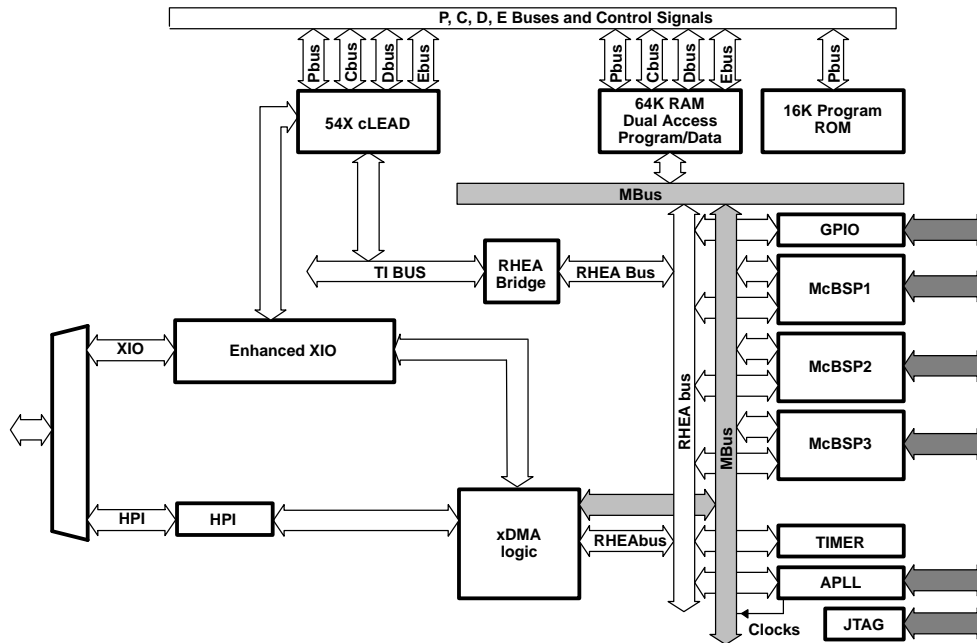 P, C, D, E Buses and Control Signals
Pbus
Cbus
Dbus
Ebus
Pbus
Cbus
Dbus
Ebus
Pbus
54X cLEAD
64K RAM
Dual Access
Program/Data
16K Program
ROM
MBus
GPIO
TI BUS
RHEA
Bridge
RHEA Bus
McBSP1
XIO
Enhanced XIO
McBSP2
RHEA bus
MBus
McBSP3
HPI
HPI
xDMA
logic
RHEAbus
TIMER
APLL
Clocks
JTAG